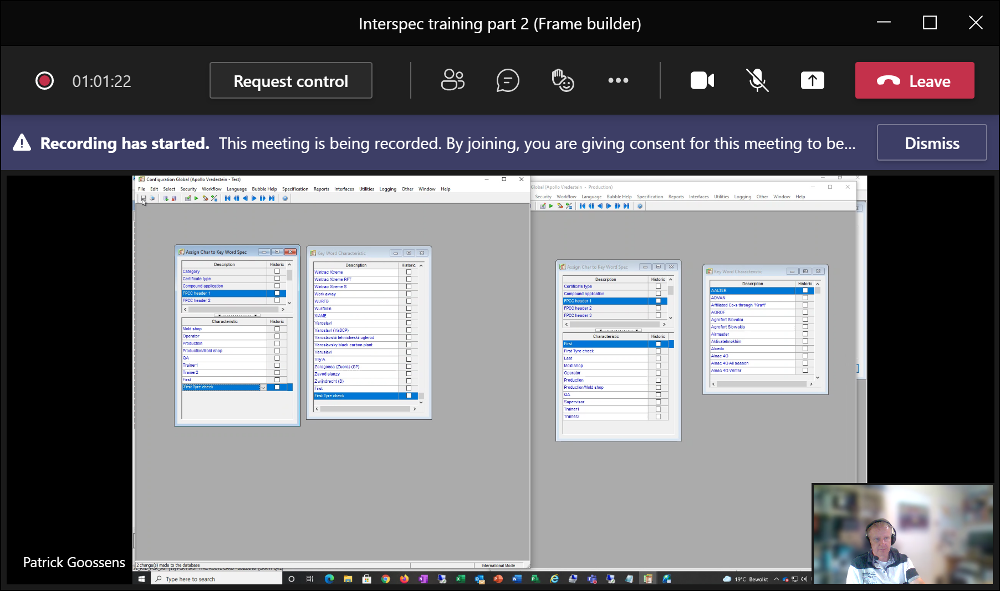 Interspec training part 2 (Frame builder)
01:01:22
Request control
Leave
Recording has started. This meeting is being recorded. By joining, you are giving consent for this meeting to be...
Dismiss
Configuration Global (Apollo Vredestein - Test)
File Edit Select Security Workflow Language Bubble Help Specification Reports Interfaces Utilities Logging Other Window Help
Assign Char to Key Word Spec
Description Historic
Category
Certificate type
Compound application
FPCC header 1
FPCC header 2
Characteristic Historic
Mold shop
Operator
Production
Production/Mold shop
QA
Trainer1
Trainer2
First
First Tyre check
Key Word Characteristic
Description Historic
Wintrac Xtreme
Wintrac Xtreme RFT
Wintrac Xtreme S
Work away
WURFB
Wurfbain
XIAME
Yaroslavl
Yaroslavl (YaBCP)
Yaroslavskii tehnicheskii uglerod
Yaroslavsky black carbon plant
Yaruslavl
Ylly A
Zaragossa (Zuera) (SP)
Zavod slanzy
Zwijndrecht (B)
First
First Tyre check
Global (Apollo Vredestein - Production)
Security Workflow Language Bubble Help Specification Reports Interfaces Utilities Logging Other Window Help
Assign Char to Key Word Spec
Description Historic
Certificate type
Compound application
FPCC header 1
FPCC header 2
FPCC header 3
Characteristic Historic
First
First Tyre check
Last
Mold shop
Operator
Production
Production/Mold shop
QA
Supervisor
Trainer1
Trainer2
Key Word Characteristic
Description Historic
AALTER
ADVAN
Affiliated Co-s through "Kraft"
AGROF
Agrofert Slovakia
Agrofert Slowakia
Airmaster
Aktivatehnokhim
Alcedo
Alnac 4G
Alnac 4G All season
Alnac 4G Winter
Patrick Goossens
2 change(s) made to the database
International Mode
Type here to search
19°C Bewolkt